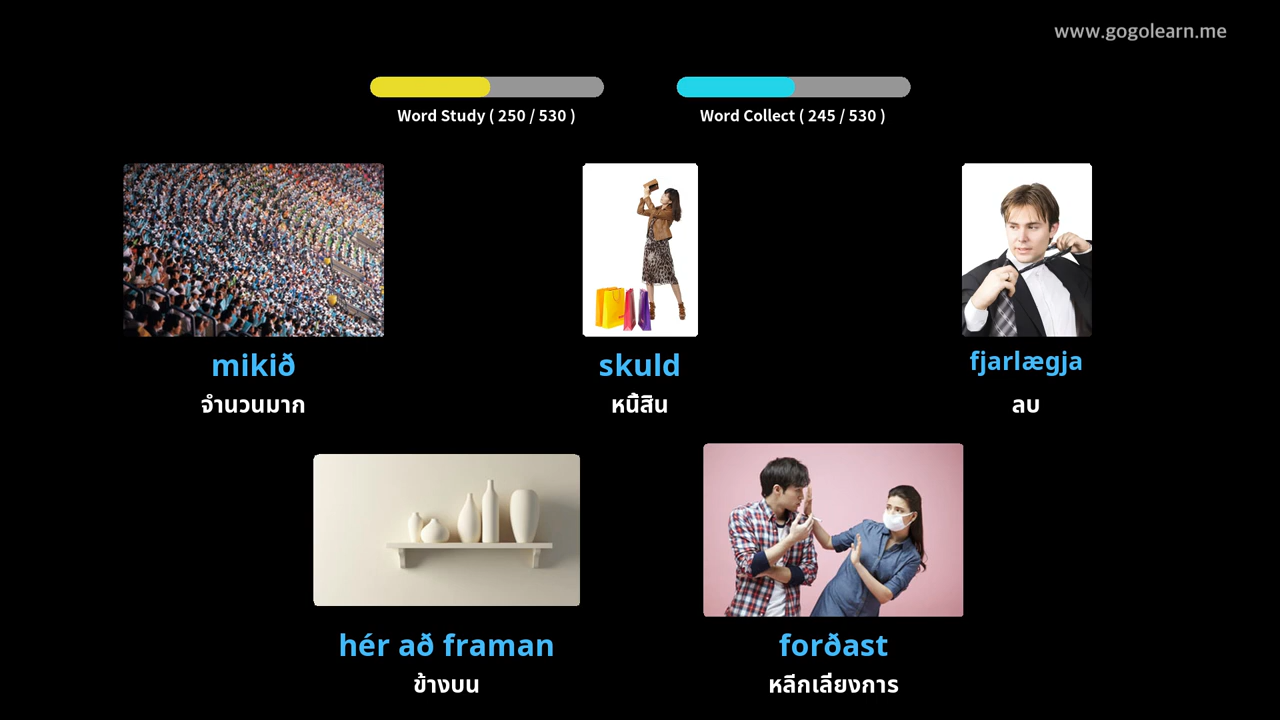 www.gogolearn.me
Word Study ( 250 / 530 )
Word Collect ( 245 / 530 )
mikið
skuld
fjarlægja
จำนวนมาก
หนี้สิน
ลบ
hér að framan
forðast
ข้างบน
หลีกเลี่ยงการ